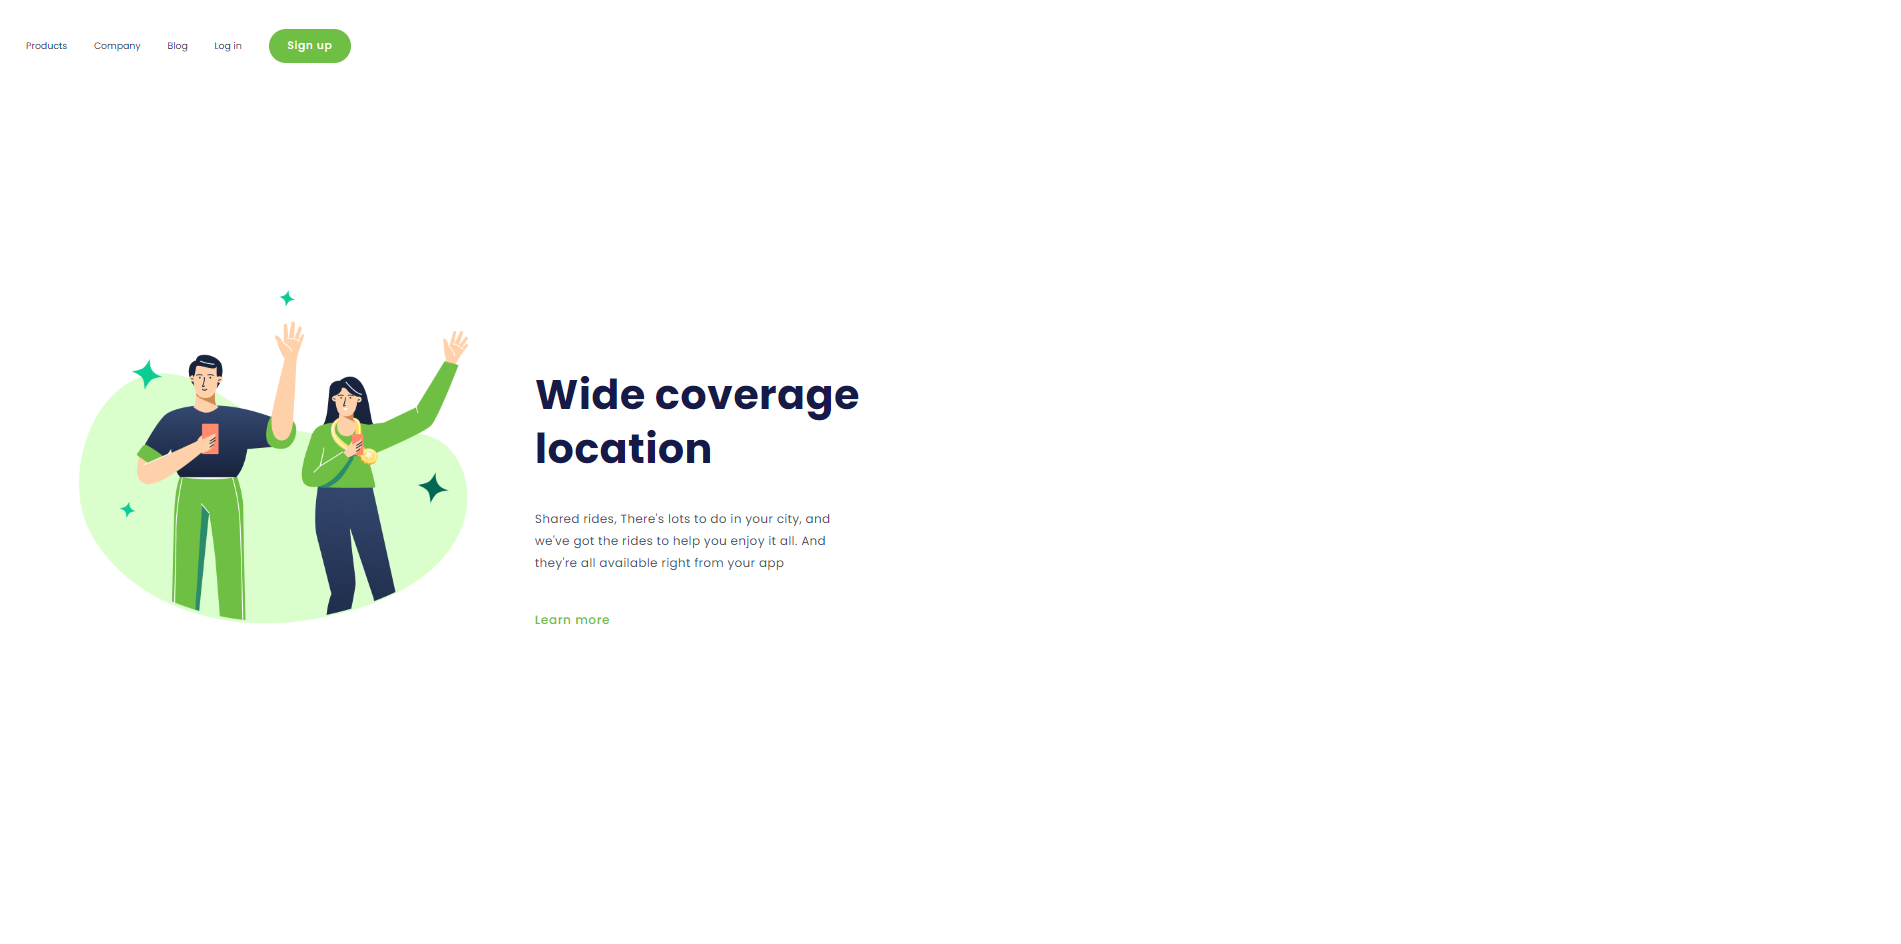 Products Company Blog Log in Sign up
Wide coverage
location
Shared rides, There's lots to do in your city, and
we've got the rides to help you enjoy it all. And
they're all available right from your app
Learn more